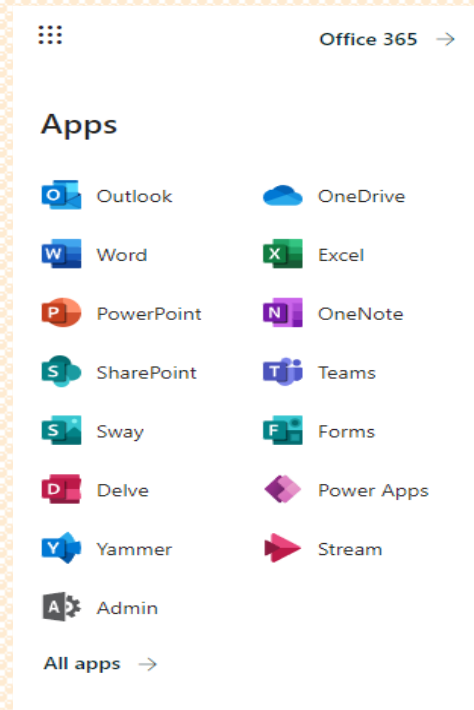 Office 365 →
Apps
Outlook OneDrive
Word Excel
PowerPoint OneNote
SharePoint Teams
Sway Forms
Delve Power Apps
Yammer Stream
Admin
All apps →